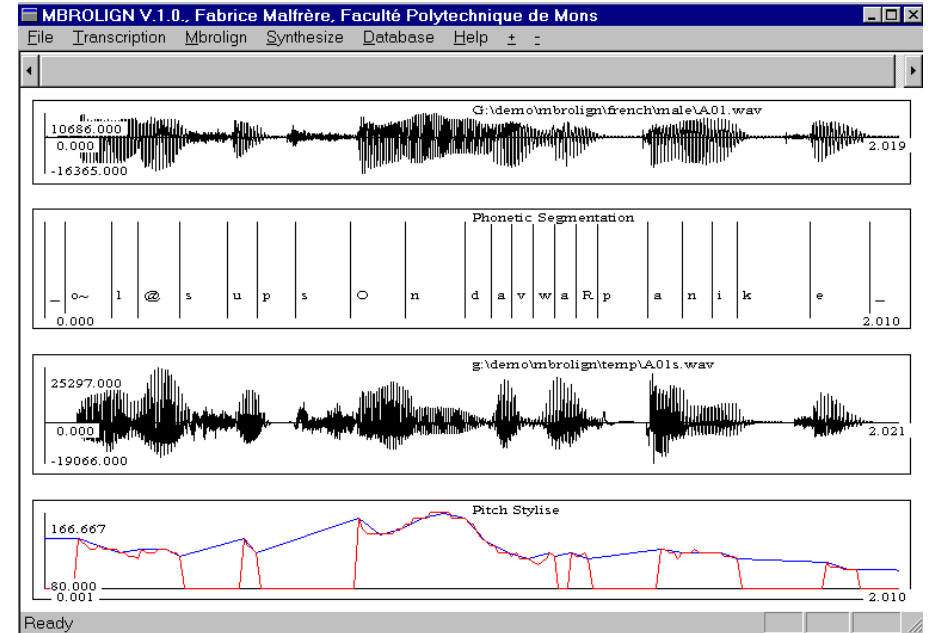 MBROLIGN V.1.0., Fabrice Malfrère, Faculté Polytechnique de Mons
File Transcription Mbrolign Synthesize Database Help + -
G:\demo\mbrolign\french\male\A01.wav
10686.000
0.000 2.019
-16365.000
Phonetic Segmentation
_ o~ l @ s u p s O n d a v w a R p a n i k e _
0.000 2.010
g:\demo\mbrolign\temp\A01s.wav
25297.000
0.000 2.021
-19066.000
Pitch Stylise
166.667
80.000
0.001 2.010
Ready